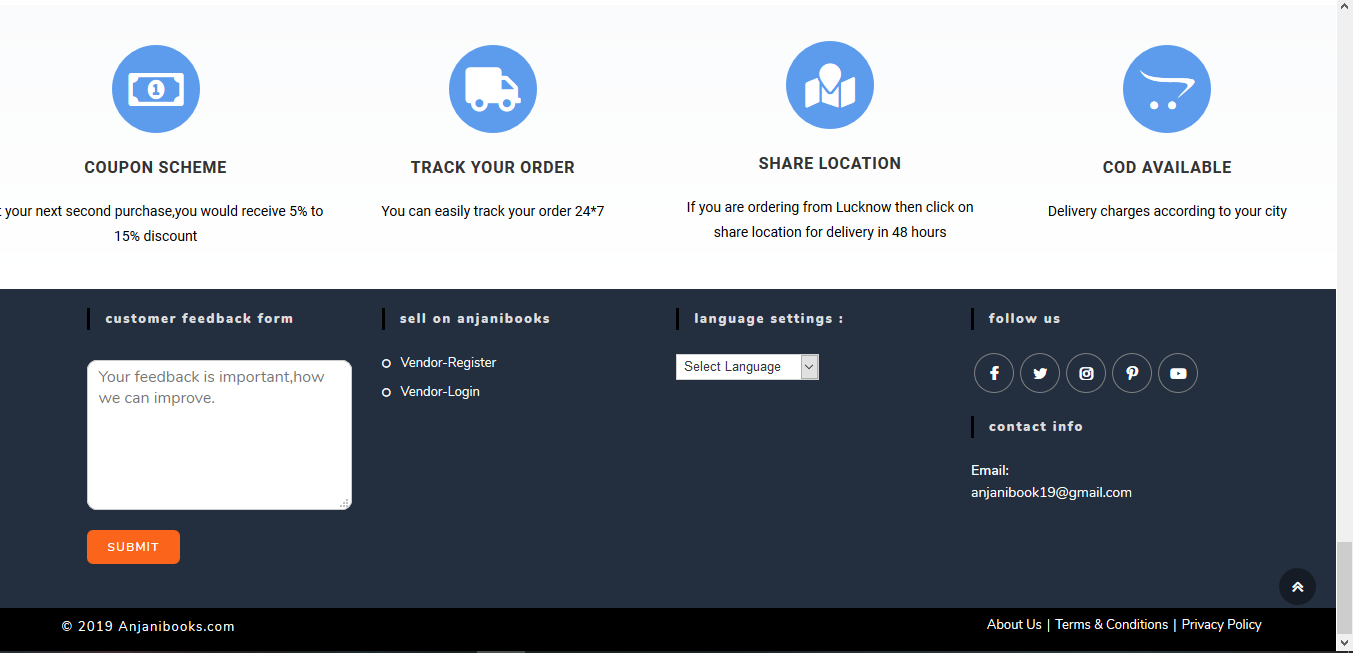 1
COUPON SCHEME
your next second purchase,you would receive 5% to
15% discount
TRACK YOUR ORDER
You can easily track your order 24*7
SHARE LOCATION
If you are ordering from Lucknow then click on
share location for delivery in 48 hours
COD AVAILABLE
Delivery charges according to your city
customer feedback form
Your feedback is important,how
we can improve.
SUBMIT
sell on anjanibooks
Vendor-Register
Vendor-Login
language settings :
Select Language
follow us
contact info
Email:
anjanibook19@gmail.com
© 2019 Anjanibooks.com
About Us | Terms & Conditions | Privacy Policy